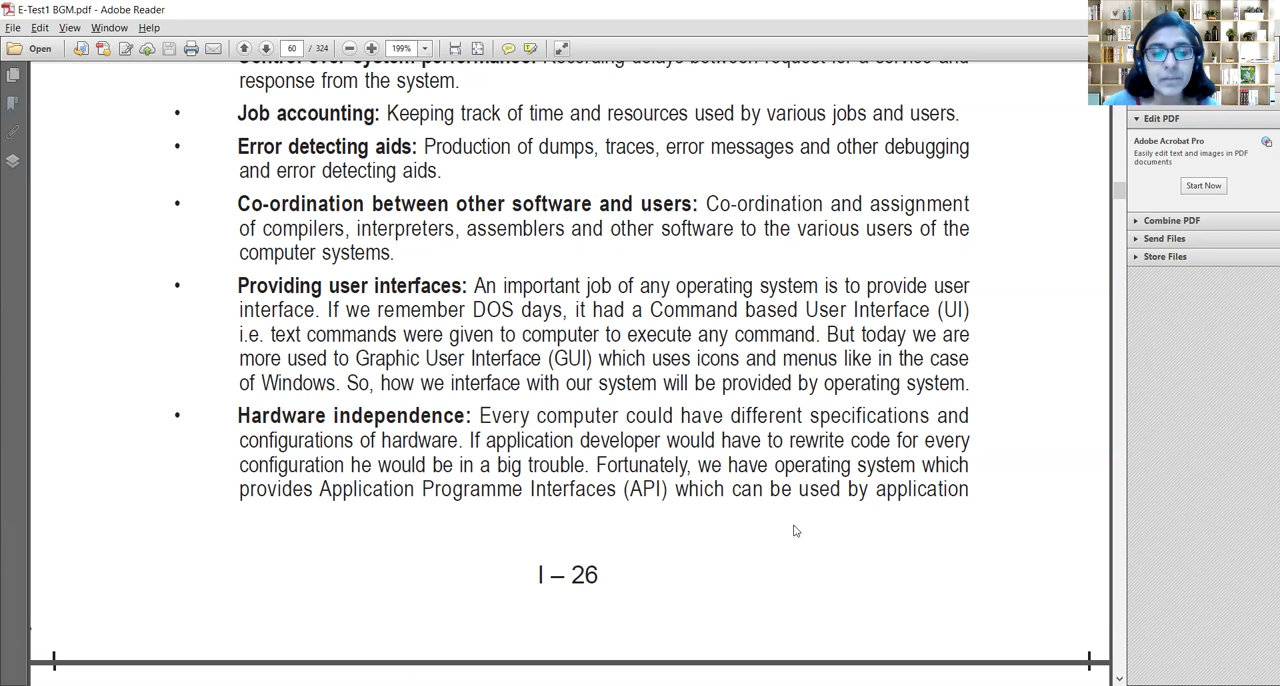 E-Test1 BGM.pdf - Adobe Reader
File Edit View Window Help
Open 60 / 324 199%
Control over system performance: Recording delays between request for a service and
response from the system.
• Job accounting: Keeping track of time and resources used by various jobs and users.
• Error detecting aids: Production of dumps, traces, error messages and other debugging
and error detecting aids.
• Co-ordination between other software and users: Co-ordination and assignment
of compilers, interpreters, assemblers and other software to the various users of the
computer systems.
• Providing user interfaces: An important job of any operating system is to provide user
interface. If we remember DOS days, it had a Command based User Interface (UI)
i.e. text commands were given to computer to execute any command. But today we are
more used to Graphic User Interface (GUI) which uses icons and menus like in the case
of Windows. So, how we interface with our system will be provided by operating system.
• Hardware independence: Every computer could have different specifications and
configurations of hardware. If application developer would have to rewrite code for every
configuration he would be in a big trouble. Fortunately, we have operating system which
provides Application Programme Interfaces (API) which can be used by application
I – 26
Edit PDF
Adobe Acrobat Pro
Easily edit text and images in PDF
documents
Start Now
Combine PDF
Send Files
Store Files